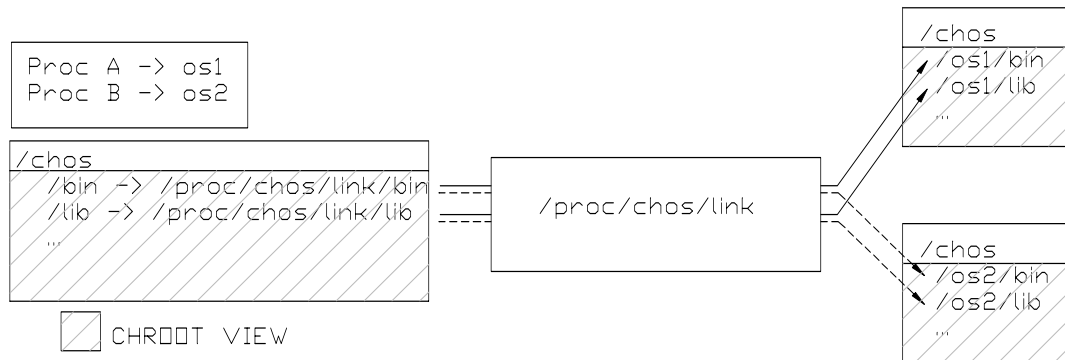 Proc A -> os1
Proc B -> os2
/chos
/bin -> /proc/chos/link/bin
/lib -> /proc/chos/link/lib
...
CHROOT VIEW
/proc/chos/link
/chos
/os1/bin
/os1/lib
...
/chos
/os2/bin
/os2/lib
...